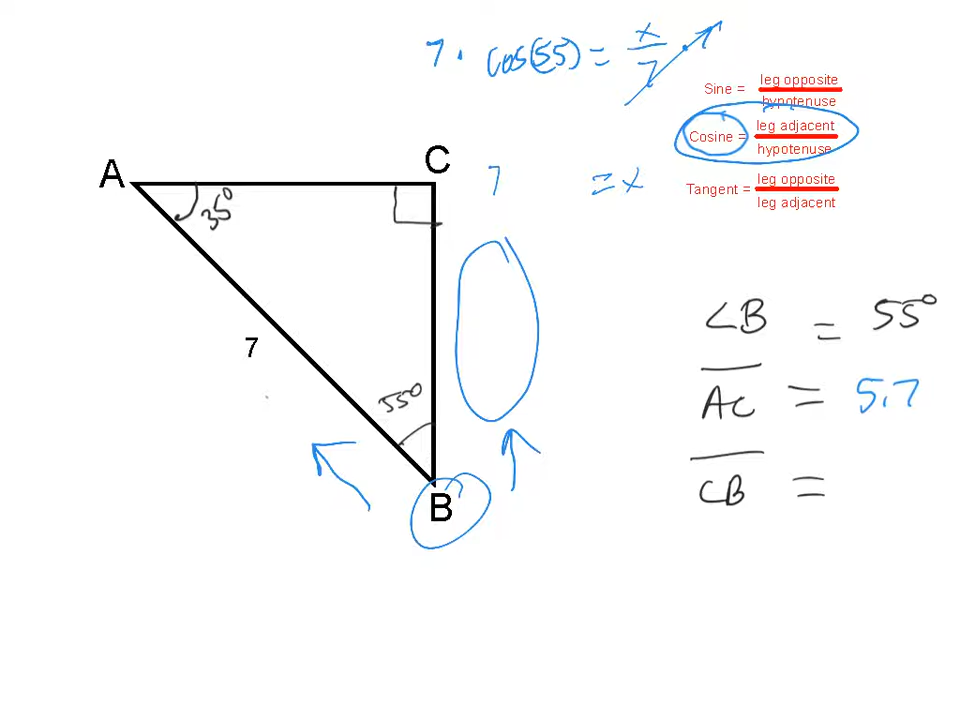 7 · cos(55) = x/7
Sine = leg opposite / hypotenuse
Cosine = leg adjacent / hypotenuse
Tangent = leg opposite / leg adjacent
7 = x
A
C
35°
7
55°
B
∠B = 55°
AC = 5.7
CB =